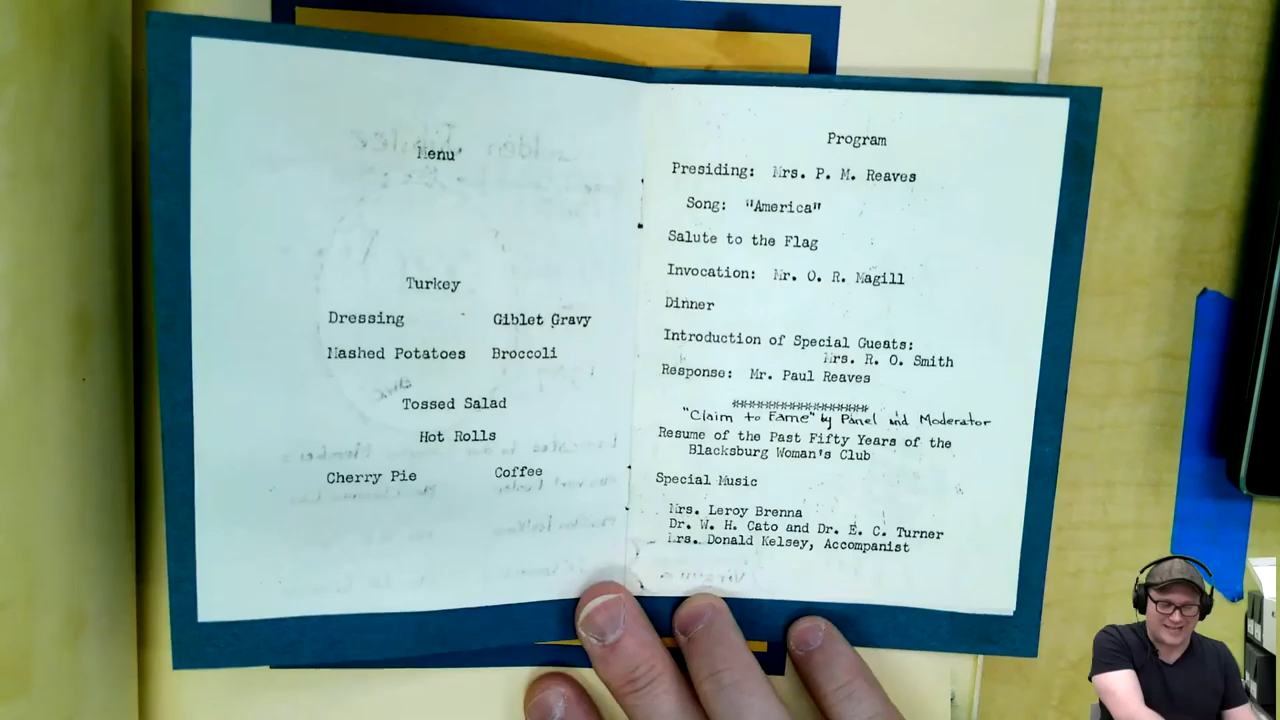 Menu
Turkey
Dressing Giblet Gravy
Mashed Potatoes Broccoli
Tossed Salad
Hot Rolls
Cherry Pie Coffee
Program
Presiding: Mrs. P. M. Reaves
Song: "America"
Salute to the Flag
Invocation: Mr. O. R. Magill
Dinner
Introduction of Special Guests:
Mrs. R. O. Smith
Response: Mr. Paul Reaves
"Claim to Fame" by Panel and Moderator
Resume of the Past Fifty Years of the
Blacksburg Woman's Club
Special Music
Mrs. Leroy Brenna
Dr. W. H. Cato and Dr. E. C. Turner
Mrs. Donald Kelsey, Accompanist